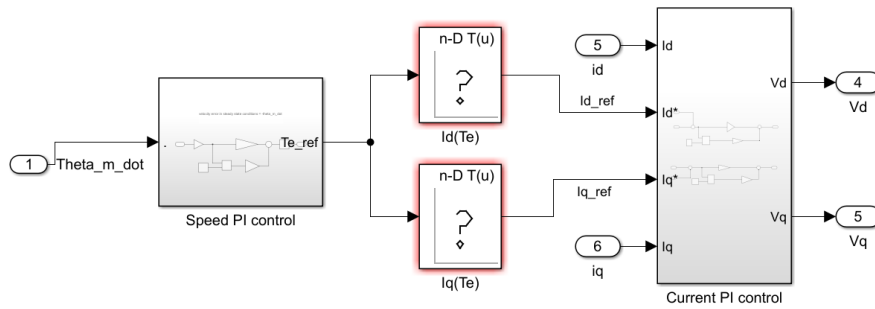 n-D T(u)
?
Id(Te)
5
id
Id
Id_ref
Id*
Vd
4
Vd
1
Theta_m_dot
Te_ref
Speed PI control
n-D T(u)
?
Iq(Te)
Iq_ref
Iq*
6
iq
Iq
Vq
5
Vq
Current PI control